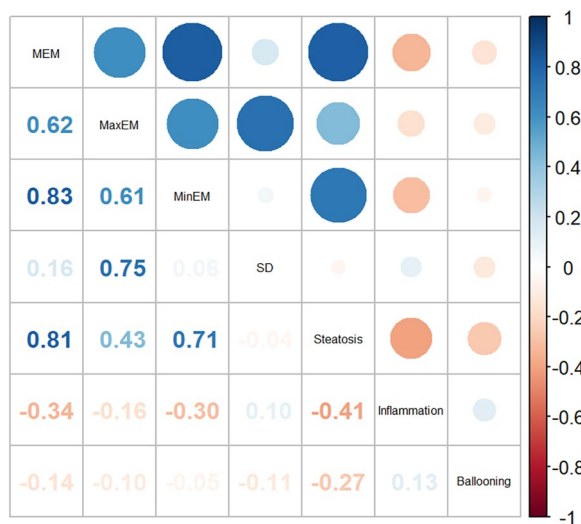 MEM
0.62 MaxEM
0.83 0.61 MinEM
0.16 0.75 0.06 SD
0.81 0.43 0.71 -0.04 Steatosis
-0.34 -0.16 -0.30 0.10 -0.41 Inflammation
-0.14 -0.10 -0.05 -0.11 -0.27 0.13 Ballooning
1
0.8
0.6
0.4
0.2
0
-0.2
-0.4
-0.6
-0.8
-1